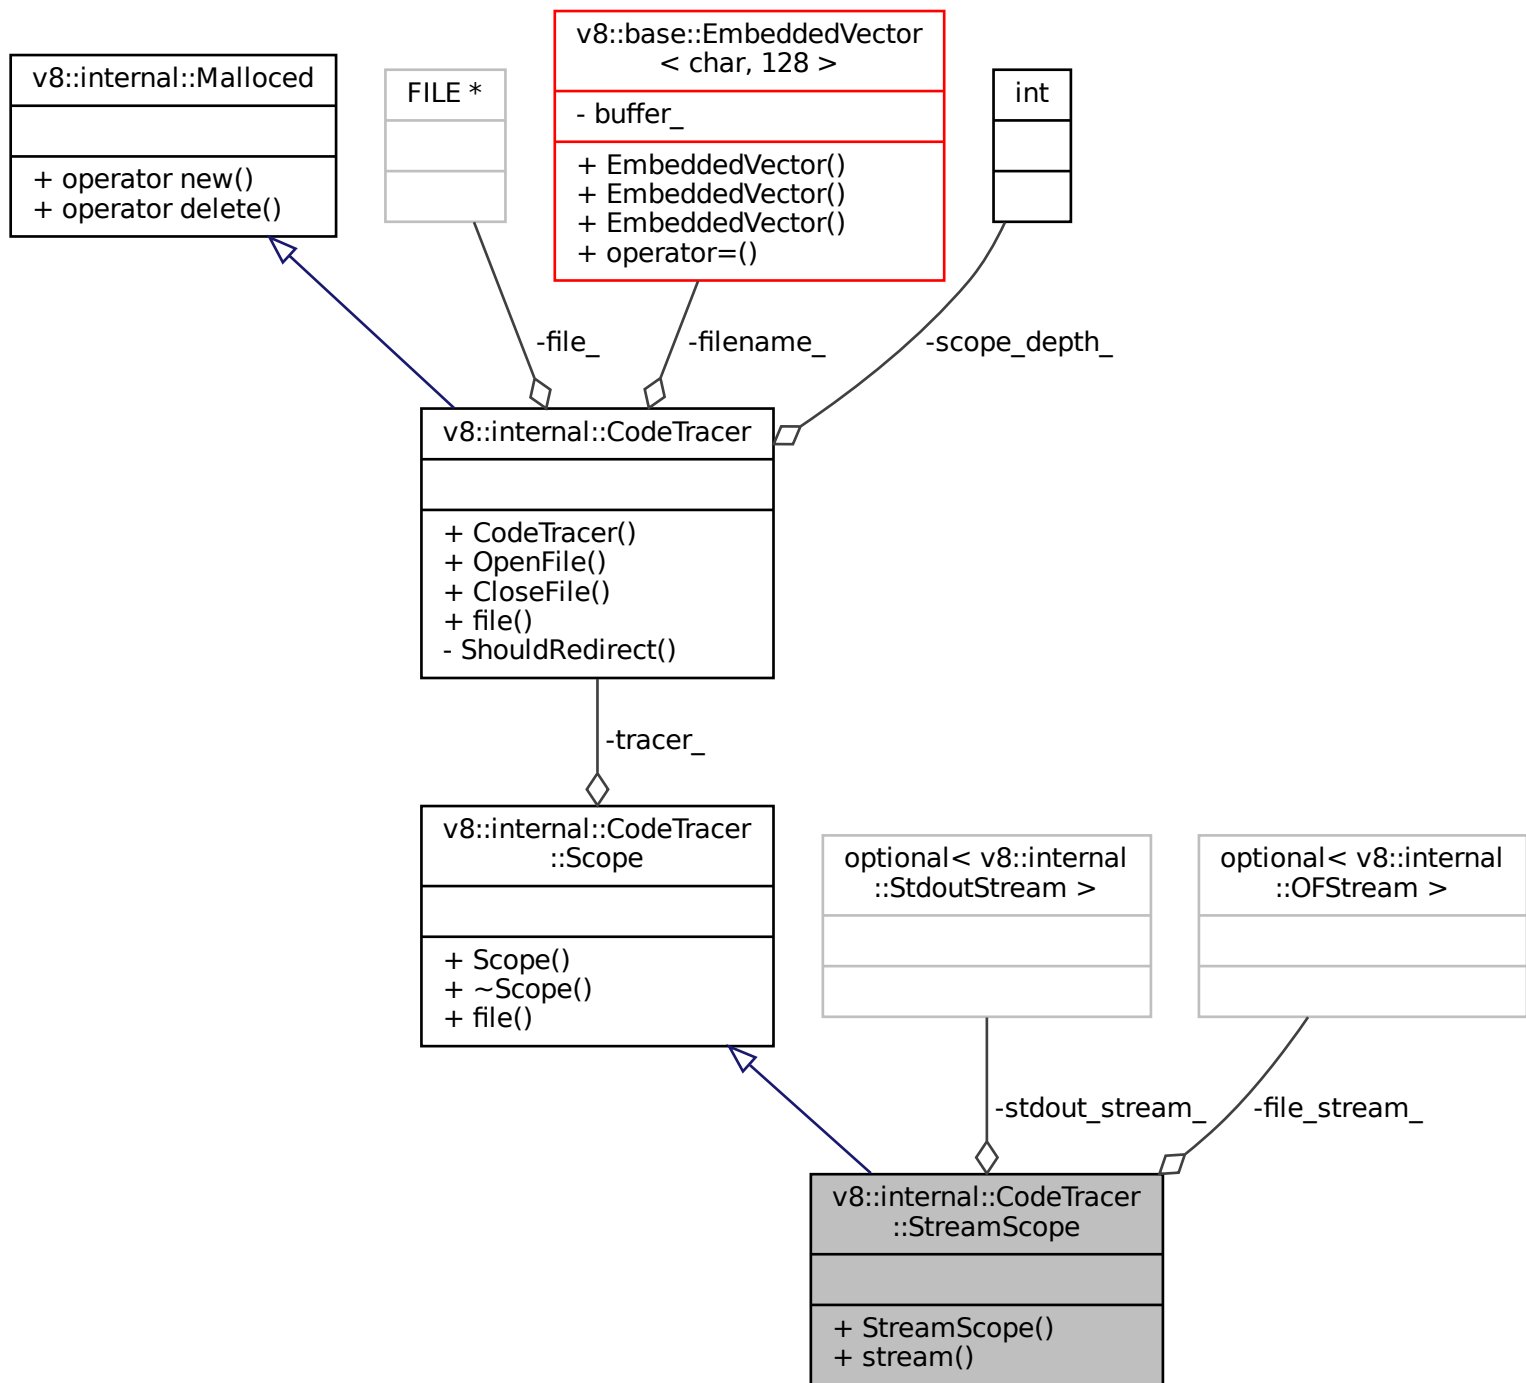 v8::internal::Malloced
+ operator new()
+ operator delete()
FILE *
v8::base::EmbeddedVector
< char, 128 >
- buffer_
+ EmbeddedVector()
+ EmbeddedVector()
+ EmbeddedVector()
+ operator=()
int
-file_
-filename_
-scope_depth_
v8::internal::CodeTracer
+ CodeTracer()
+ OpenFile()
+ CloseFile()
+ file()
- ShouldRedirect()
-tracer_
v8::internal::CodeTracer
::Scope
+ Scope()
+ ~Scope()
+ file()
optional< v8::internal
::StdoutStream >
optional< v8::internal
::OFStream >
-stdout_stream_
-file_stream_
v8::internal::CodeTracer
::StreamScope
+ StreamScope()
+ stream()